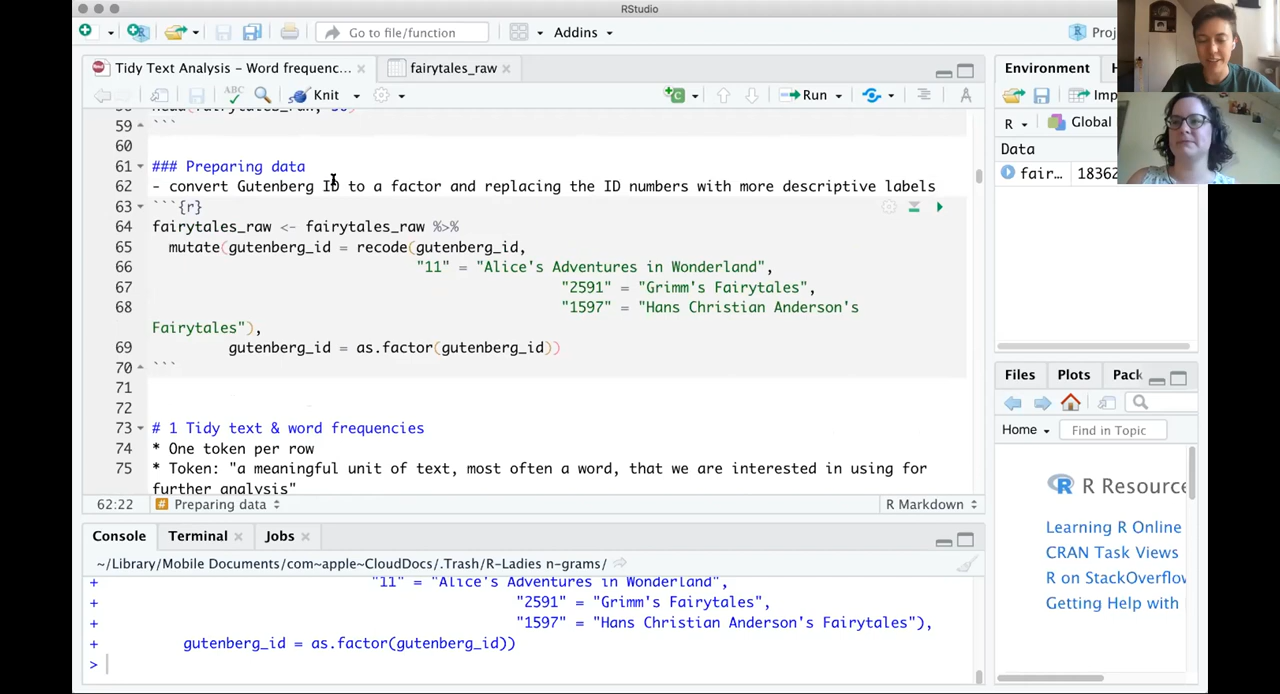 RStudio
Go to file/function
Addins
Proj
Tidy Text Analysis – Word frequenc...
fairytales_raw
Environment
Knit
Run
Imp
R
Global
Data
fair... 18362
59 ```
60
61 ### Preparing data
62 - convert Gutenberg ID to a factor and replacing the ID numbers with more descriptive labels
63 ```{r}
64 fairytales_raw <- fairytales_raw %>%
65 mutate(gutenberg_id = recode(gutenberg_id,
66 "11" = "Alice's Adventures in Wonderland",
67 "2591" = "Grimm's Fairytales",
68 "1597" = "Hans Christian Anderson's
Fairytales"),
69 gutenberg_id = as.factor(gutenberg_id))
70 ```
71
72
73 # 1 Tidy text & word frequencies
74 * One token per row
75 * Token: "a meaningful unit of text, most often a word, that we are interested in using for
further analysis"
62:22 # Preparing data
R Markdown
Files
Plots
Pack
Home
Find in Topic
R Resource
Learning R Online
CRAN Task Views
R on StackOverflow
Getting Help with
Console
Terminal
Jobs
~/Library/Mobile Documents/com~apple~CloudDocs/.Trash/R-Ladies n-grams/
+ "11" = "Alice's Adventures in Wonderland",
+ "2591" = "Grimm's Fairytales",
+ "1597" = "Hans Christian Anderson's Fairytales"),
+ gutenberg_id = as.factor(gutenberg_id))
>